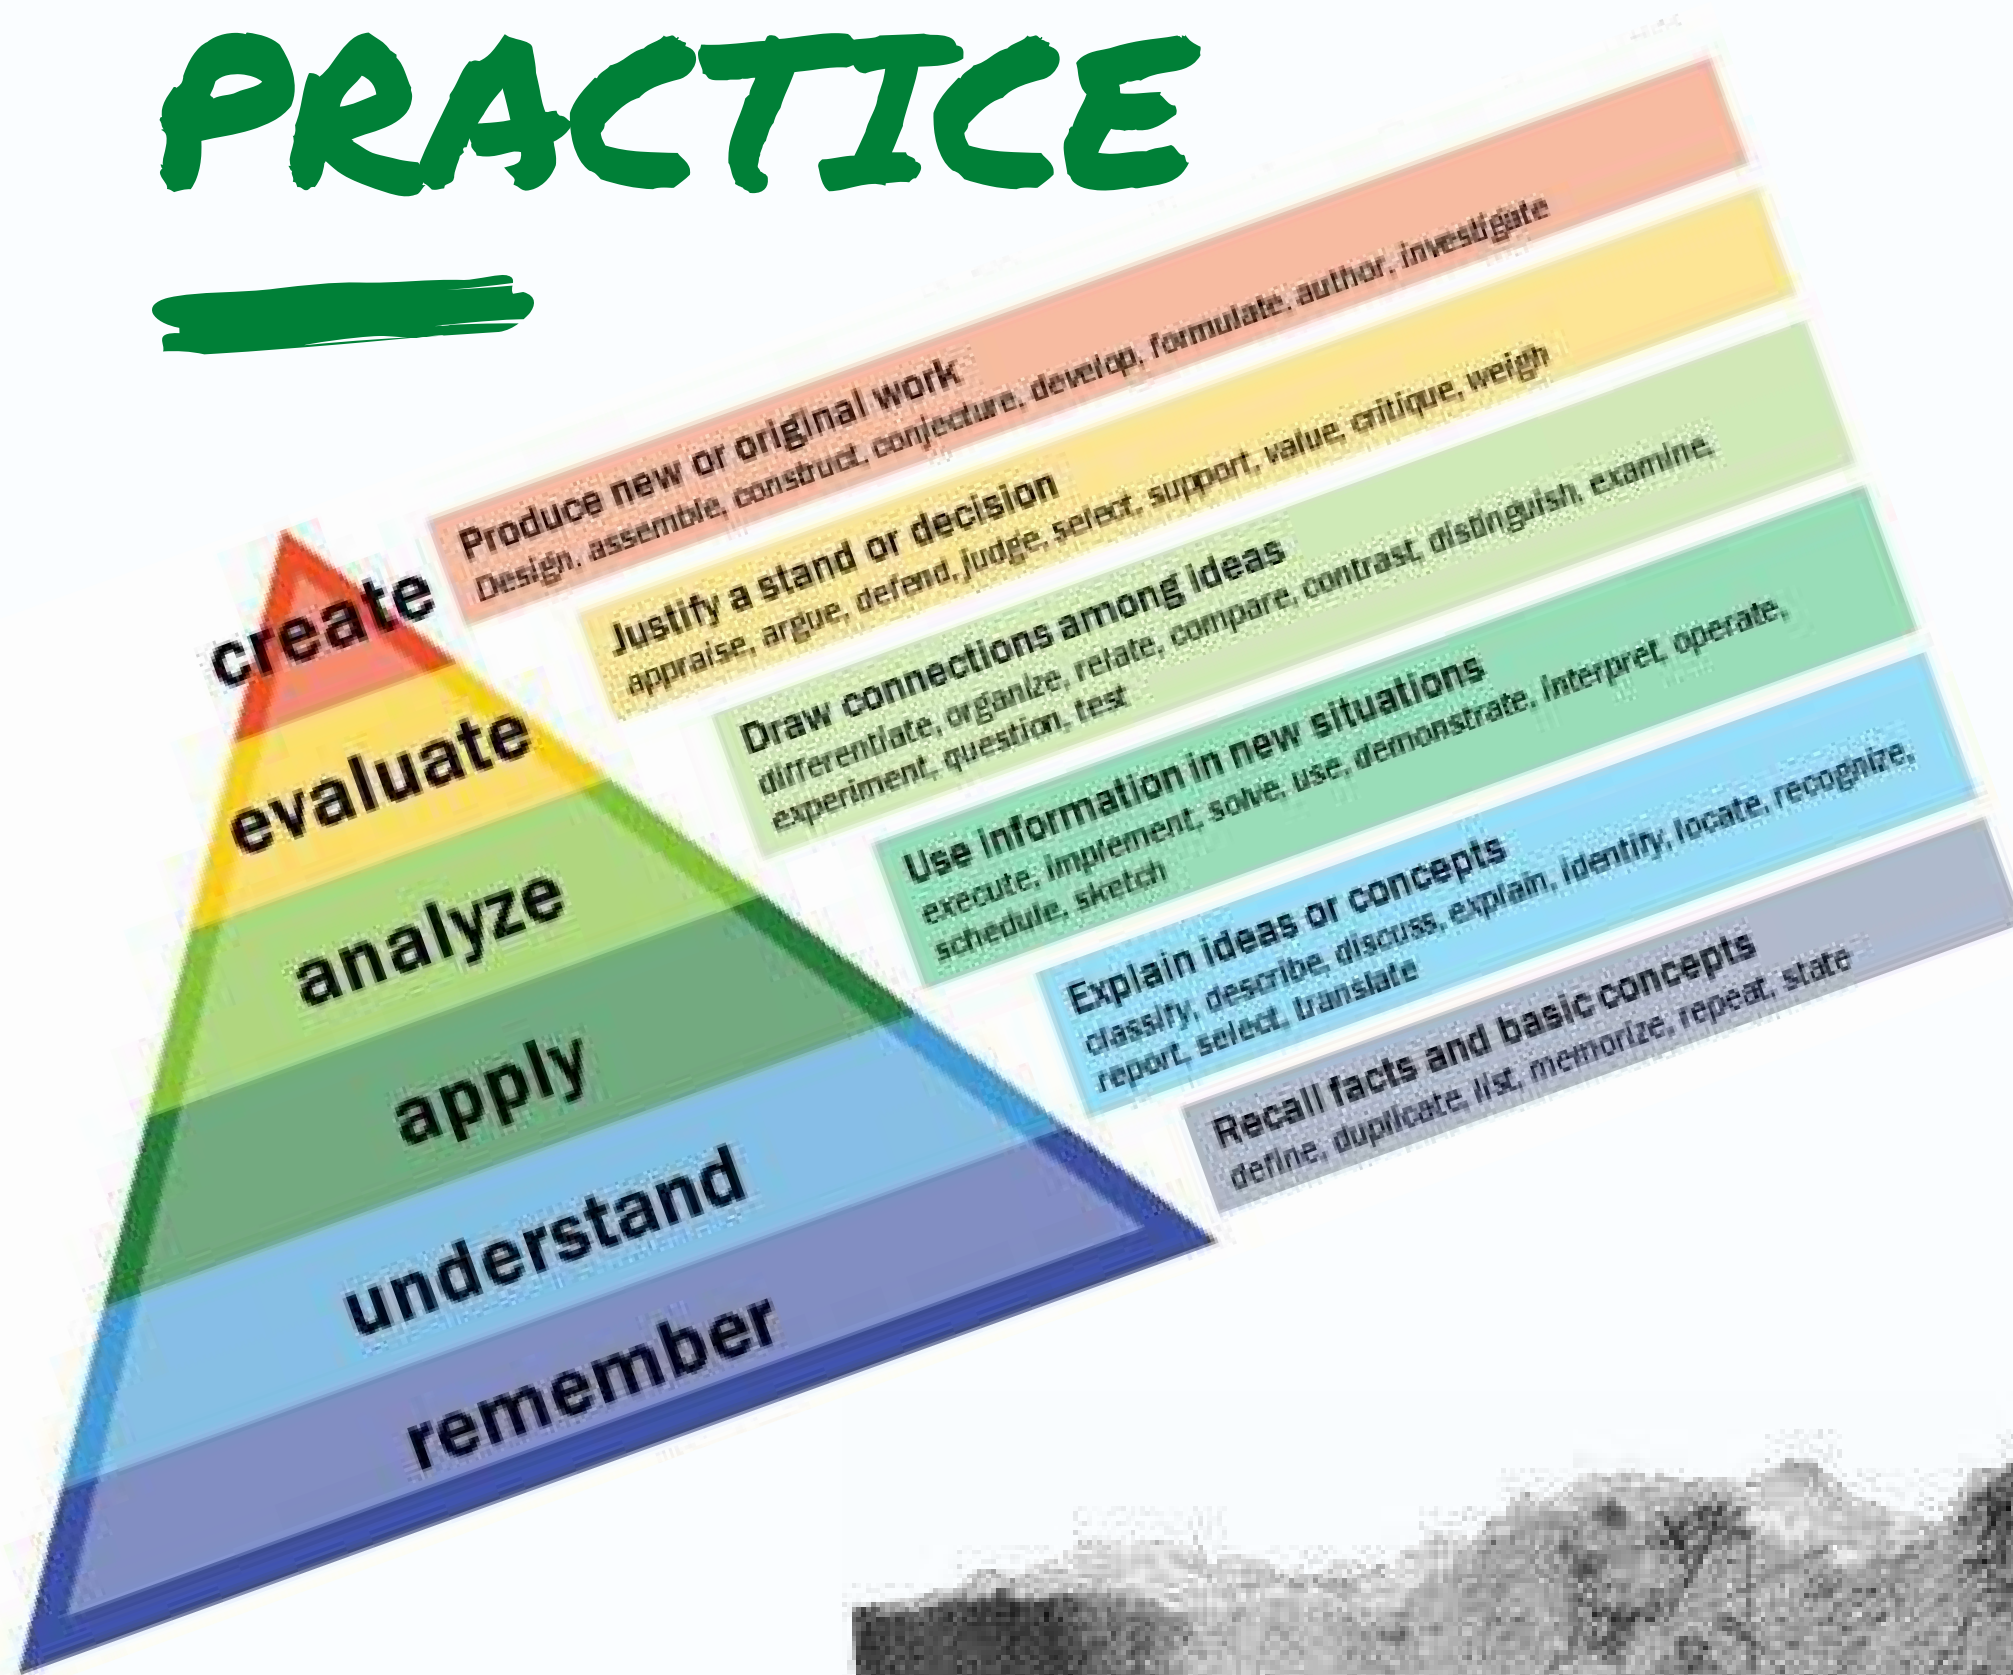 PRACTICE
create
Produce new or original work
Design, assemble, construct, conjecture, develop, formulate, author, investigate
evaluate
Justify a stand or decision
appraise, argue, defend, judge, select, support, value, critique, weigh
analyze
Draw connections among ideas
differentiate, organize, relate, compare, contrast, distinguish, examine,
experiment, question, test
apply
Use information in new situations
execute, implement, solve, use, demonstrate, interpret, operate,
schedule, sketch
understand
Explain ideas or concepts
classify, describe, discuss, explain, identify, locate, recognize,
report, select, translate
remember
Recall facts and basic concepts
define, duplicate, list, memorize, repeat, state